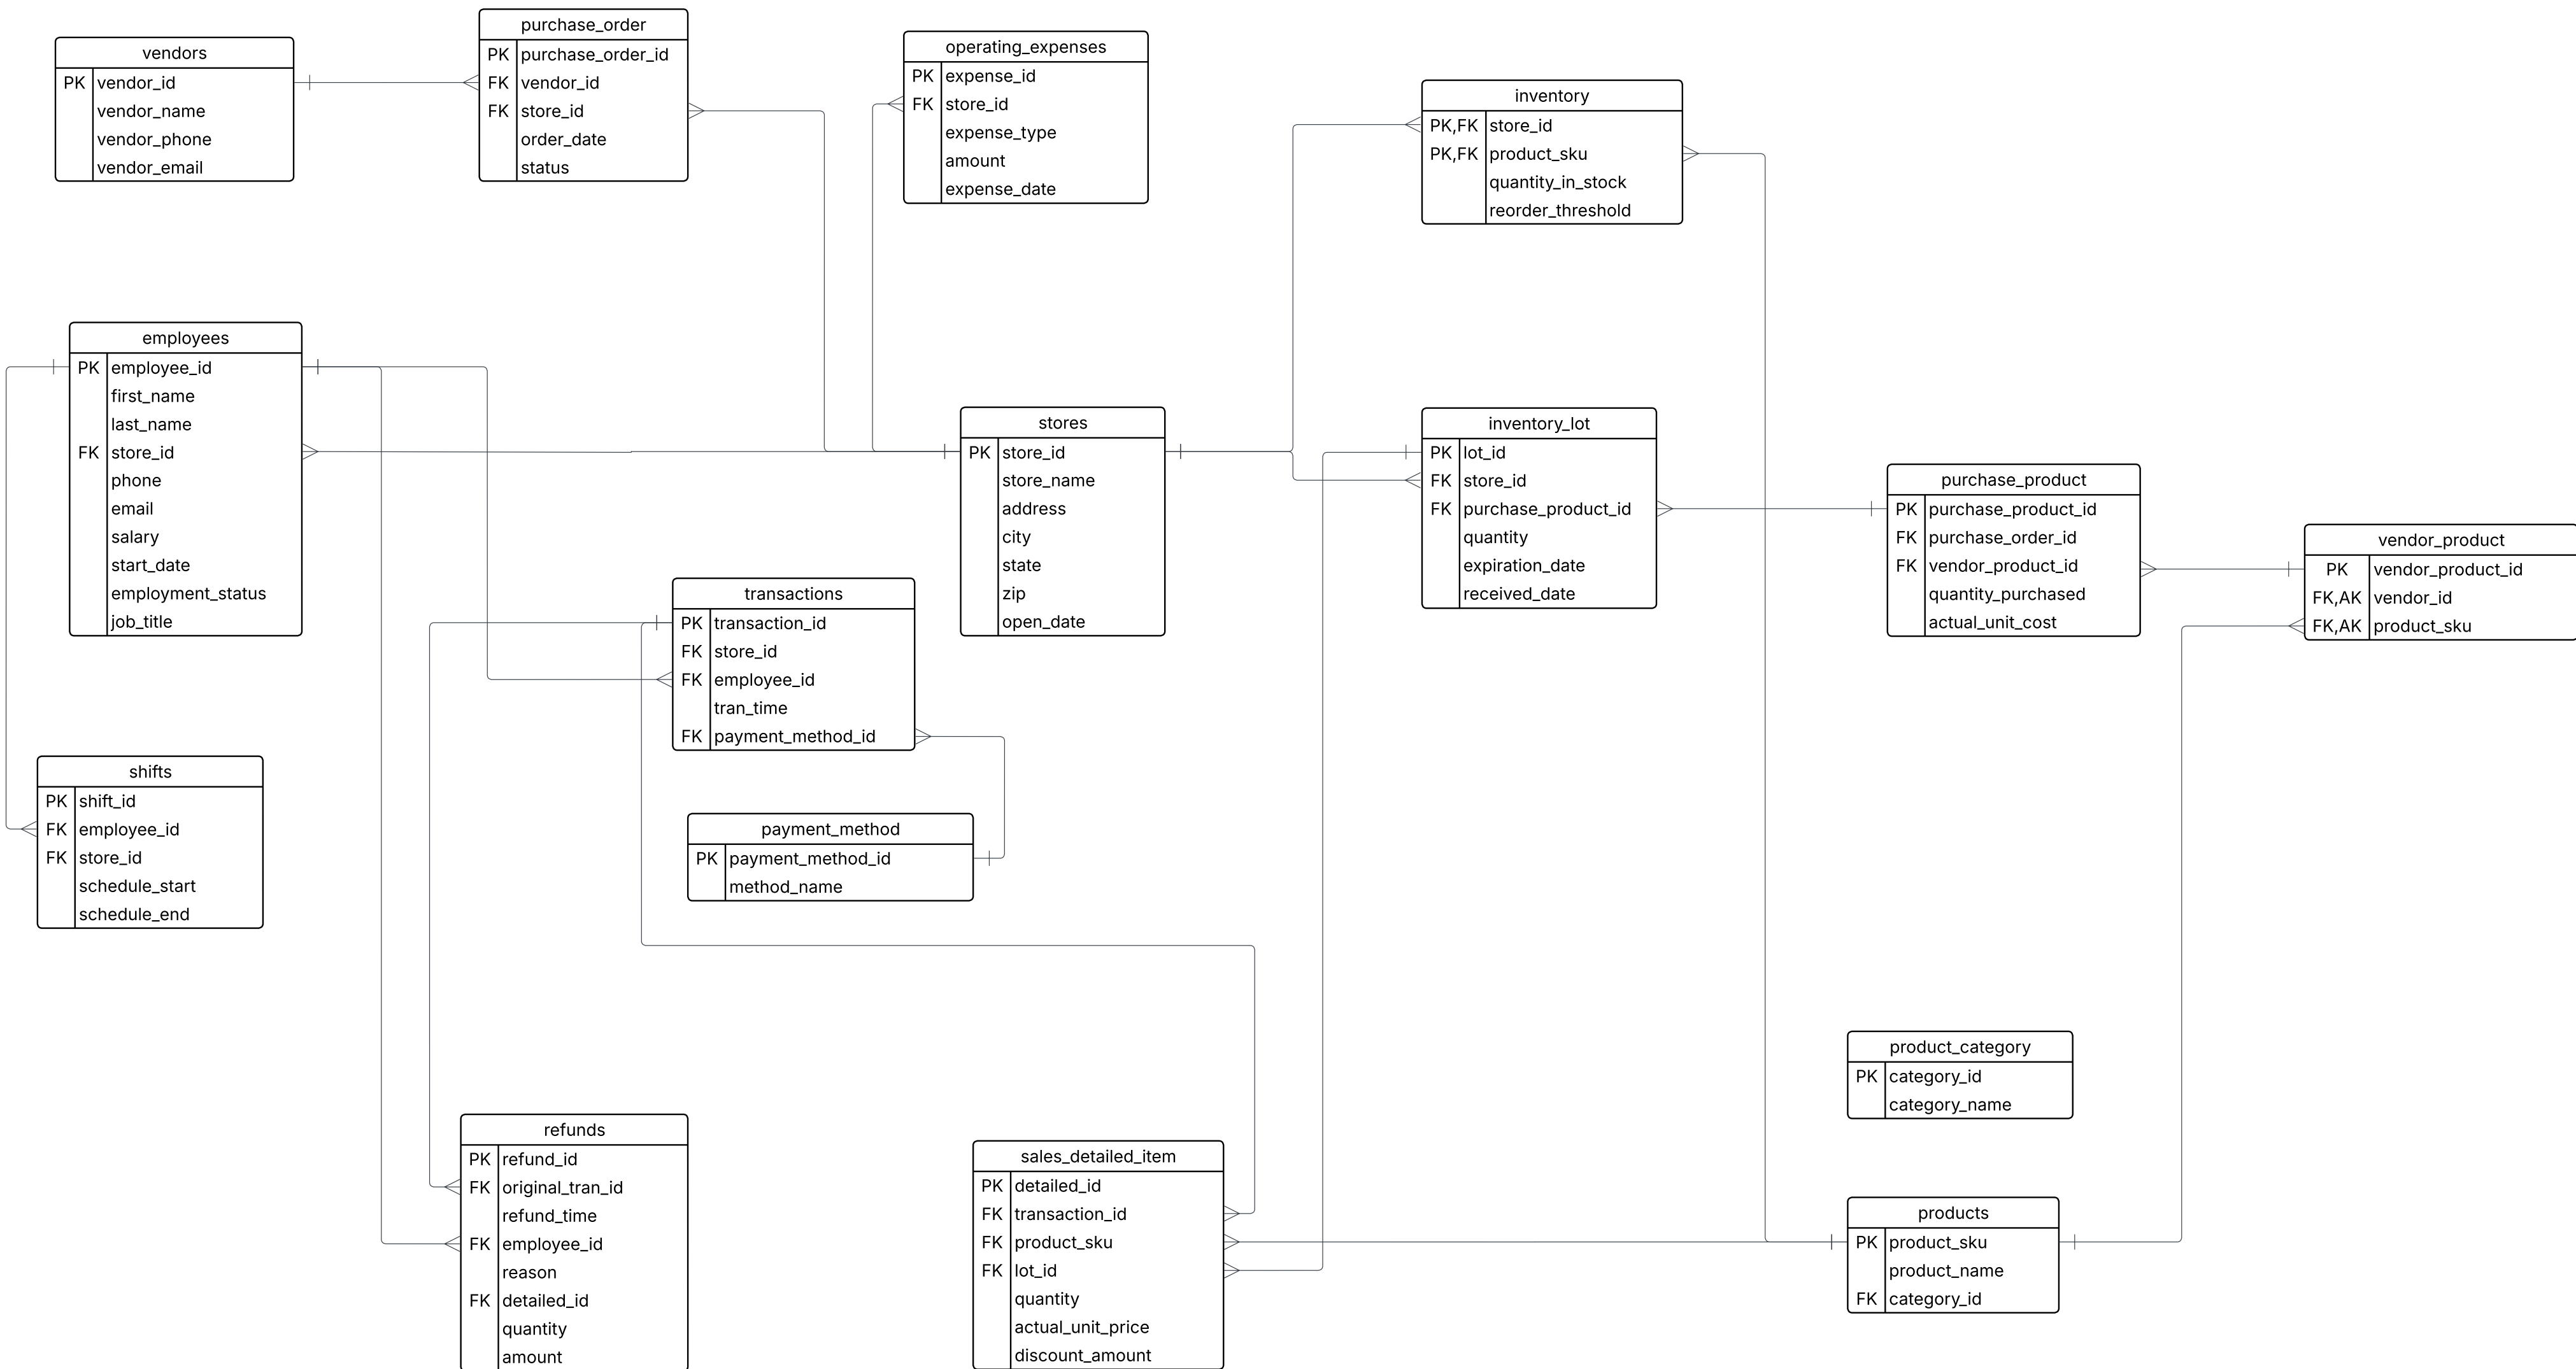 vendors
PK vendor_id
vendor_name
vendor_phone
vendor_email
purchase_order
PK purchase_order_id
FK vendor_id
FK store_id
order_date
status
operating_expenses
PK expense_id
FK store_id
expense_type
amount
expense_date
inventory
PK,FK store_id
PK,FK product_sku
quantity_in_stock
reorder_threshold
employees
PK employee_id
first_name
last_name
FK store_id
phone
email
salary
start_date
employment_status
job_title
stores
PK store_id
store_name
address
city
state
zip
open_date
inventory_lot
PK lot_id
FK store_id
FK purchase_product_id
quantity
expiration_date
received_date
purchase_product
PK purchase_product_id
FK purchase_order_id
FK vendor_product_id
quantity_purchased
actual_unit_cost
vendor_product
PK vendor_product_id
FK,AK vendor_id
FK,AK product_sku
transactions
PK transaction_id
FK store_id
FK employee_id
tran_time
FK payment_method_id
shifts
PK shift_id
FK employee_id
FK store_id
schedule_start
schedule_end
payment_method
PK payment_method_id
method_name
product_category
PK category_id
category_name
refunds
PK refund_id
FK original_tran_id
refund_time
FK employee_id
reason
FK detailed_id
quantity
amount
sales_detailed_item
PK detailed_id
FK transaction_id
FK product_sku
FK lot_id
quantity
actual_unit_price
discount_amount
products
PK product_sku
product_name
FK category_id